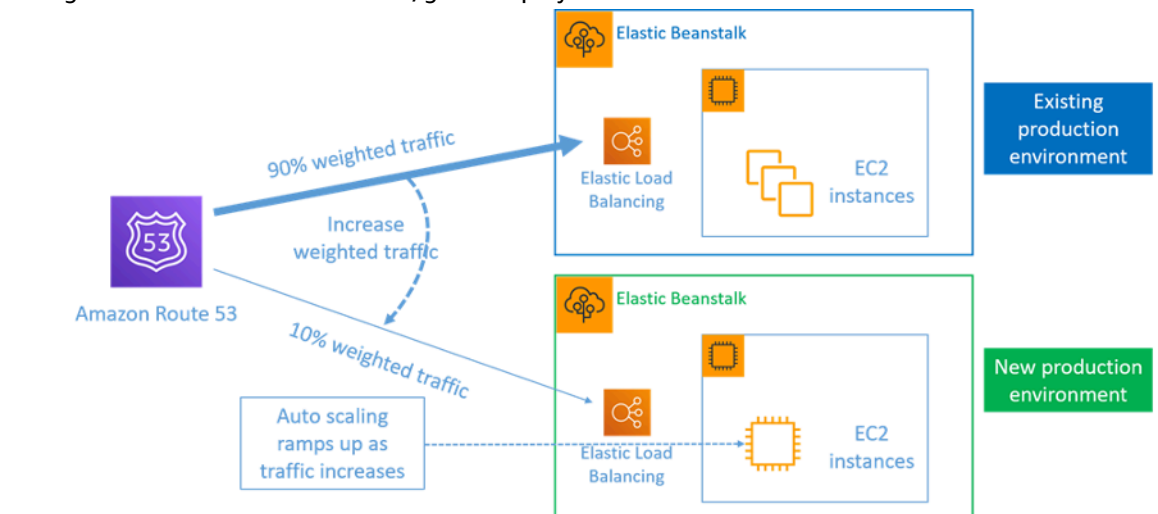 Elastic Beanstalk
90% weighted traffic
Existing
production
environment
Elastic Load
Balancing
EC2
instances
Increase
weighted traffic
53
Amazon Route 53
10% weighted traffic
Elastic Beanstalk
New production
environment
Auto scaling
ramps up as
traffic increases
Elastic Load
Balancing
EC2
instances